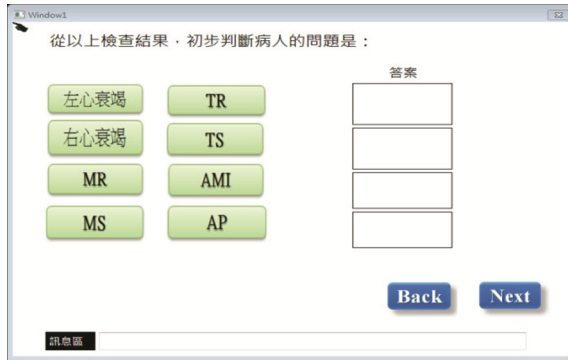 Window1
從以上檢查結果，初步判斷病人的問題是：
答案
左心衰竭 TR
右心衰竭 TS
MR AMI
MS AP
Back Next
訊息區